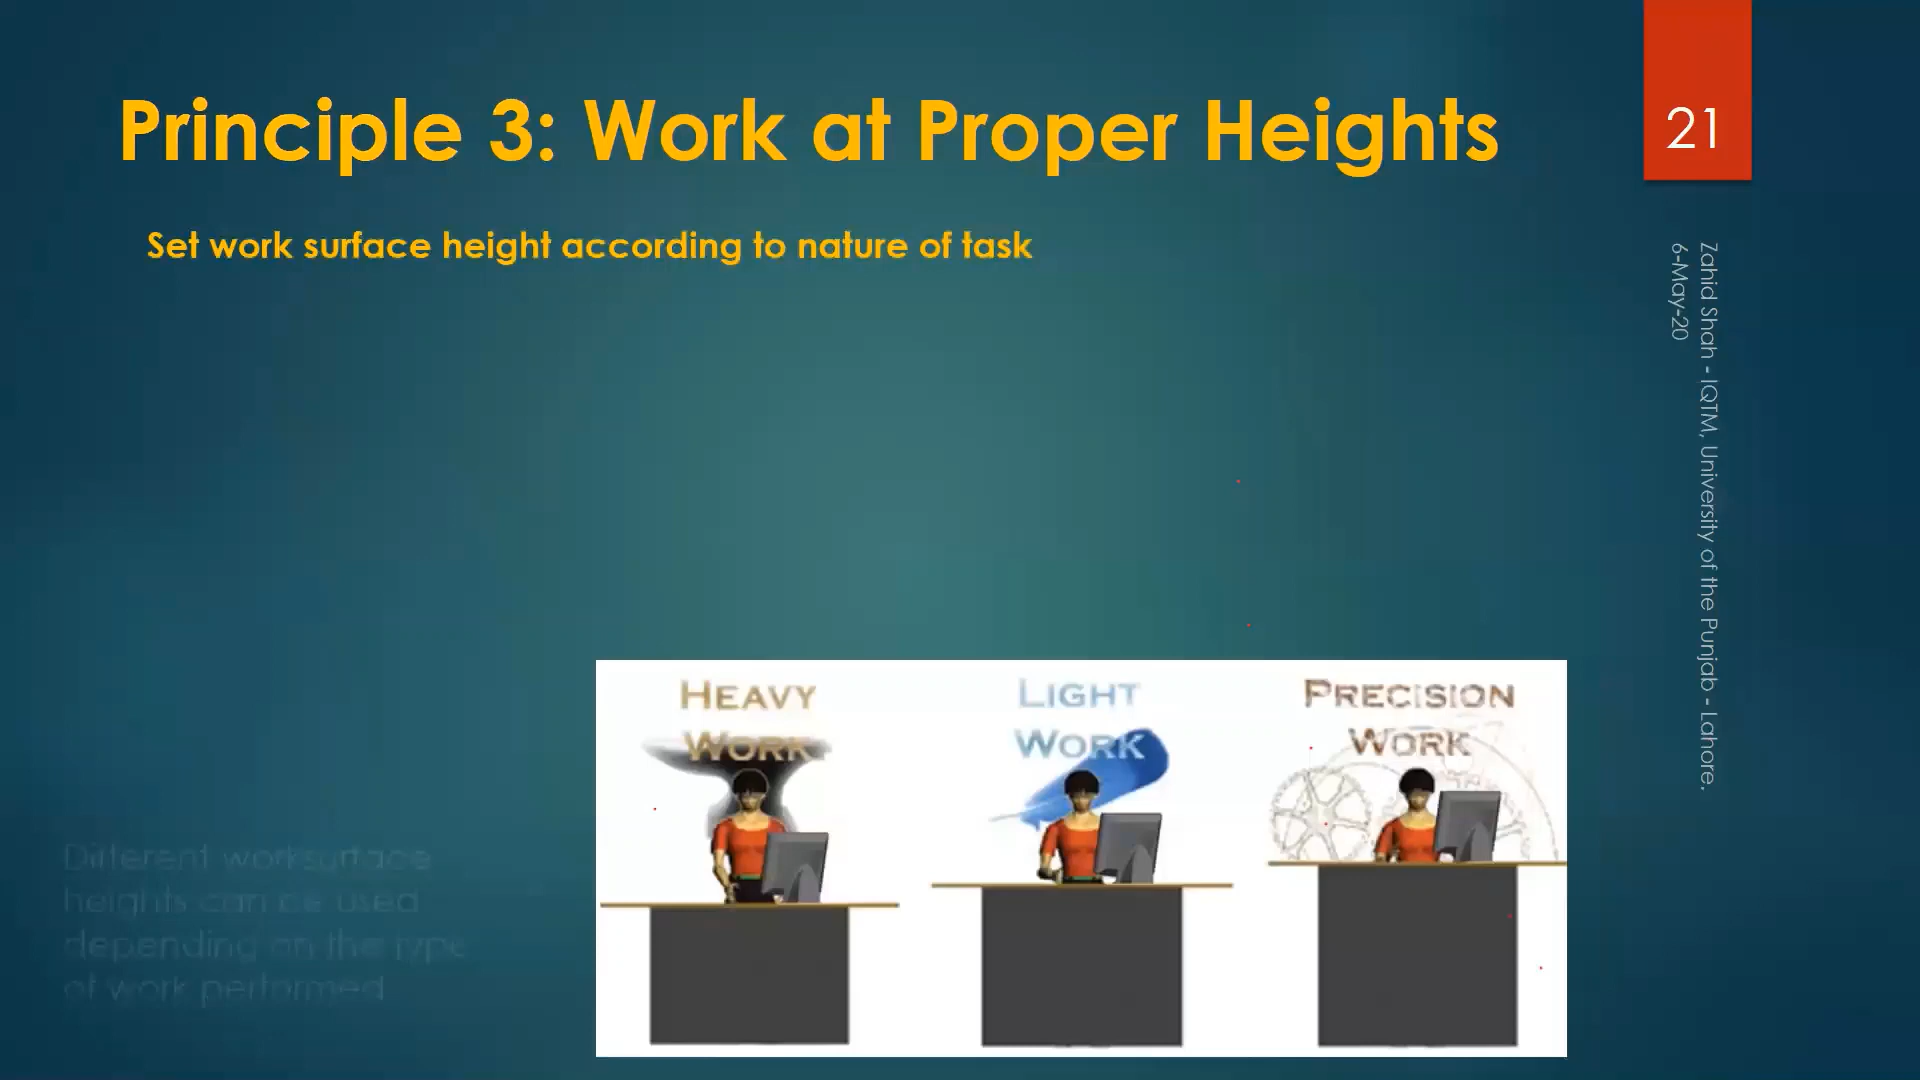 Principle 3: Work at Proper Heights
21
Set work surface height according to nature of task
Zahid Shah - IQTM, University of the Punjab - Lahore.
6-May-20
HEAVY
WORK
LIGHT
WORK
PRECISION
WORK
Different worksurface
heights can be used
depending on the type
of work performed